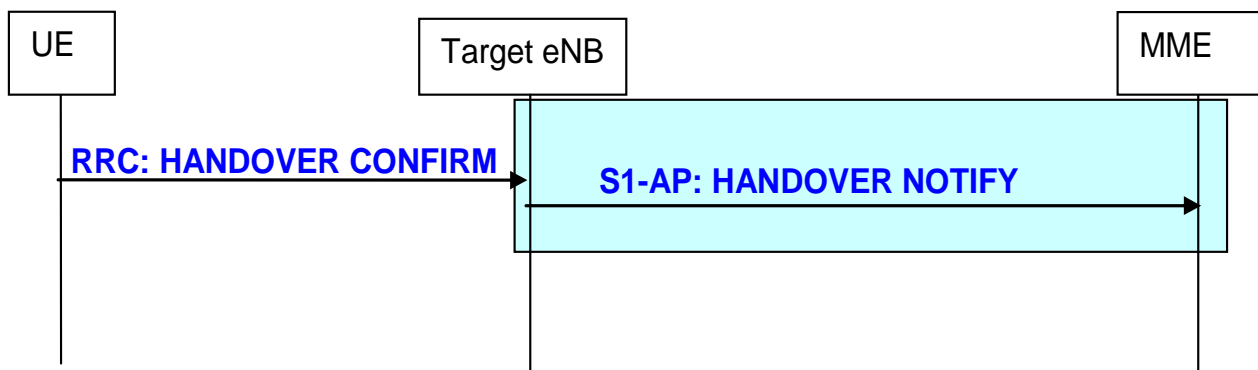 UE
Target eNB
MME
RRC: HANDOVER CONFIRM
S1-AP: HANDOVER NOTIFY